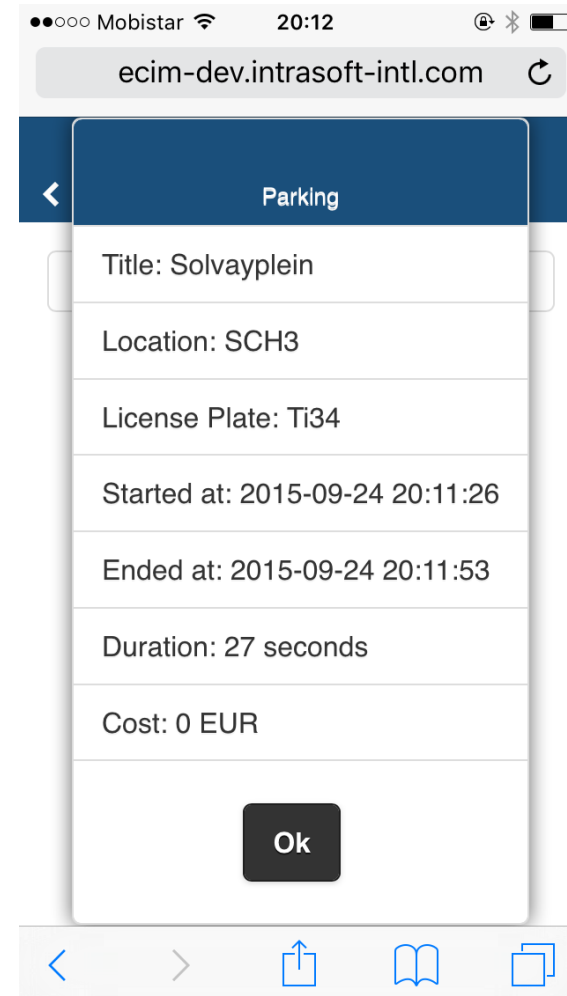 Mobistar 20:12
ecim-dev.intrasoft-intl.com
Parking
Title: Solvayplein
Location: SCH3
License Plate: Ti34
Started at: 2015-09-24 20:11:26
Ended at: 2015-09-24 20:11:53
Duration: 27 seconds
Cost: 0 EUR
Ok